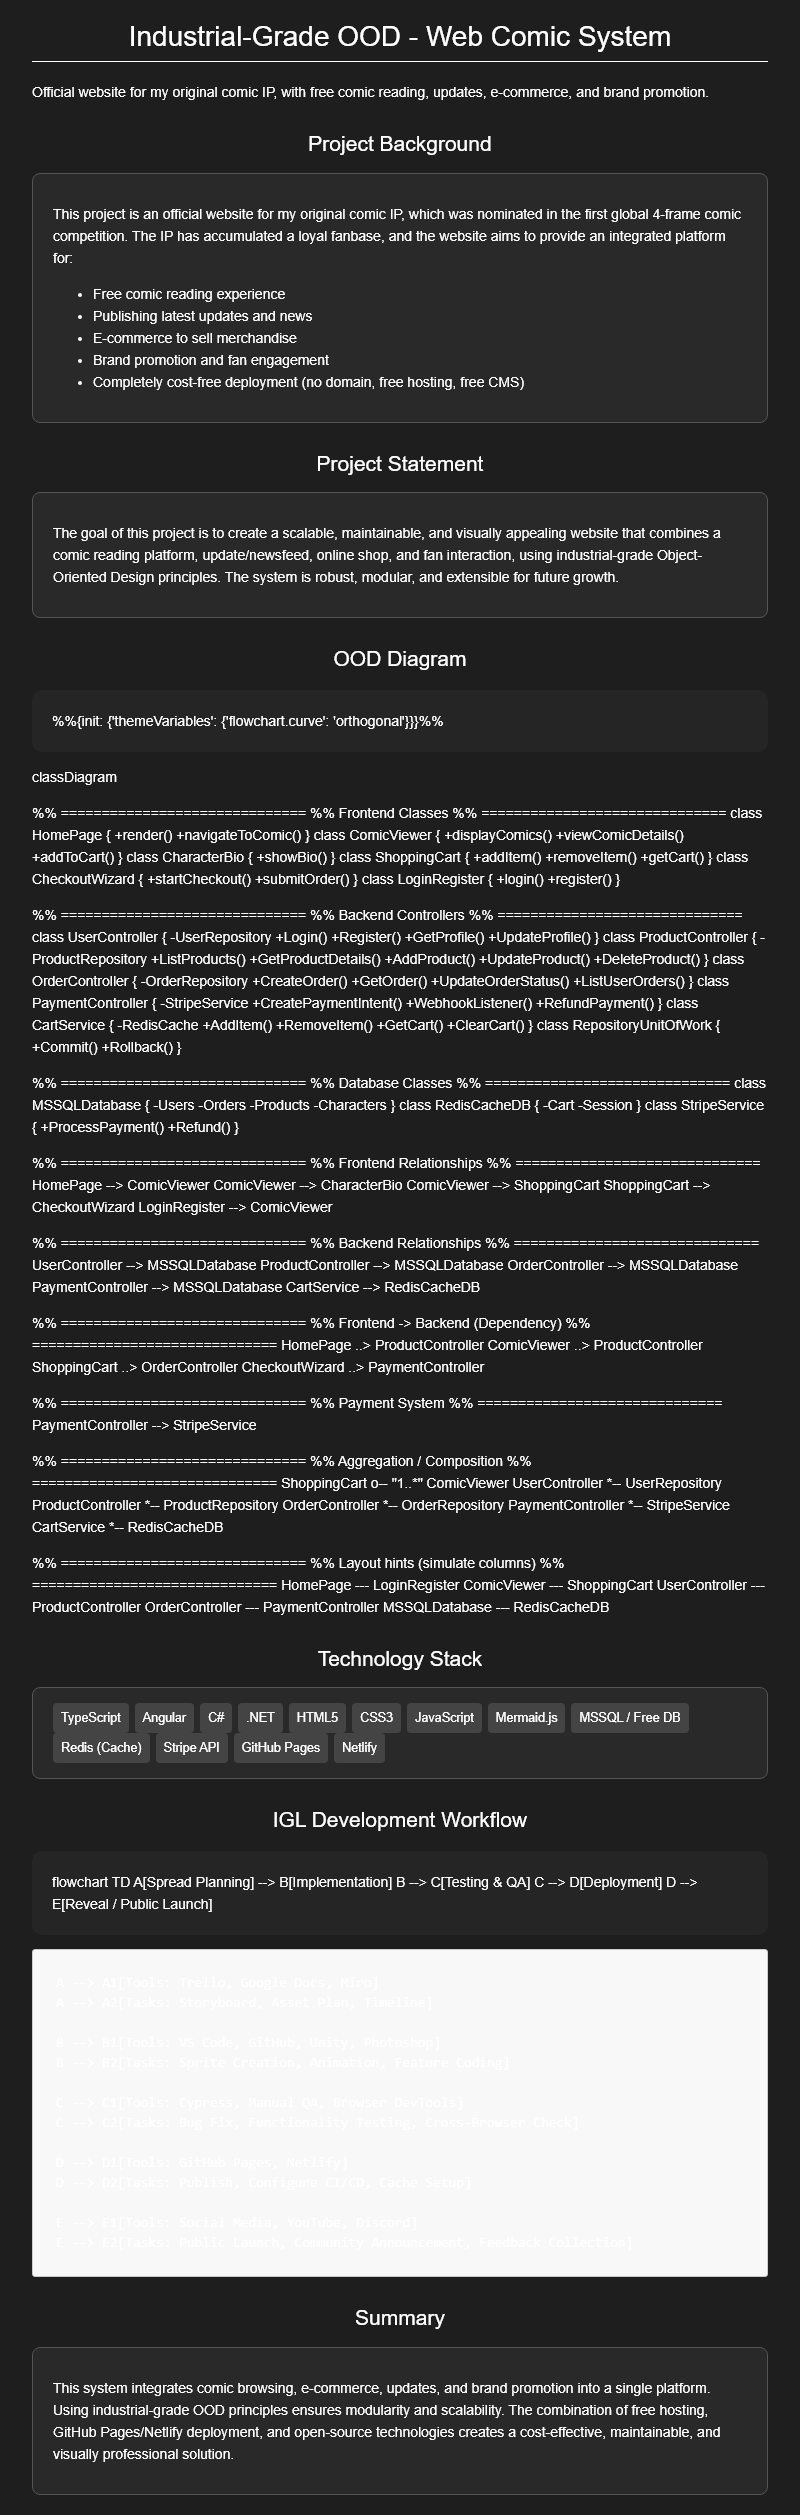 Industrial-Grade OOD - Web Comic System
Official website for my original comic IP, with free comic reading, updates, e-commerce, and brand promotion.
Project Background
This project is an official website for my original comic IP, which was nominated in the first global 4-frame comic
competition. The IP has accumulated a loyal fanbase, and the website aims to provide an integrated platform
for:
• Free comic reading experience
• Publishing latest updates and news
• E-commerce to sell merchandise
• Brand promotion and fan engagement
• Completely cost-free deployment (no domain, free hosting, free CMS)
Project Statement
The goal of this project is to create a scalable, maintainable, and visually appealing website that combines a
comic reading platform, update/newsfeed, online shop, and fan interaction, using industrial-grade Object-
Oriented Design principles. The system is robust, modular, and extensible for future growth.
OOD Diagram
%%{init: {'themeVariables': {'flowchart.curve': 'orthogonal'}}}%%
classDiagram
%% ============================== %% Frontend Classes %% ============================== class
HomePage { +render() +navigateToComic() } class ComicViewer { +displayComics() +viewComicDetails()
+addToCart() } class CharacterBio { +showBio() } class ShoppingCart { +addItem() +removeItem() +getCart() } class
CheckoutWizard { +startCheckout() +submitOrder() } class LoginRegister { +login() +register() }
%% ============================== %% Backend Controllers %% ==============================
class UserController { -UserRepository +Login() +Register() +GetProfile() +UpdateProfile() } class ProductController { -
ProductRepository +ListProducts() +GetProductDetails() +AddProduct() +UpdateProduct() +DeleteProduct() } class
OrderController { -OrderRepository +CreateOrder() +GetOrder() +UpdateOrderStatus() +ListUserOrders() } class
PaymentController { -StripeService +CreatePaymentIntent() +WebhookListener() +RefundPayment() } class
CartService { -RedisCache +AddItem() +RemoveItem() +GetCart() +ClearCart() } class RepositoryUnitOfWork {
+Commit() +Rollback() }
%% ============================== %% Database Classes %% ============================== class
MSSQLDatabase { -Users -Orders -Products -Characters } class RedisCacheDB { -Cart -Session } class StripeService
{ +ProcessPayment() +Refund() }
%% ============================== %% Frontend Relationships %% ==============================
HomePage --> ComicViewer ComicViewer --> CharacterBio ComicViewer --> ShoppingCart ShoppingCart -->
CheckoutWizard LoginRegister --> ComicViewer
%% ============================== %% Backend Relationships %% ==============================
UserController --> MSSQLDatabase ProductController --> MSSQLDatabase OrderController --> MSSQLDatabase
PaymentController --> MSSQLDatabase CartService --> RedisCacheDB
%% ============================== %% Frontend -> Backend (Dependency) %%
============================== HomePage ..> ProductController ComicViewer ..> ProductController
ShoppingCart ..> OrderController CheckoutWizard ..> PaymentController
%% ============================== %% Payment System %% ==============================
PaymentController --> StripeService
%% ============================== %% Aggregation / Composition %%
============================== ShoppingCart o-- "1..*" ComicViewer UserController *-- UserRepository
ProductController *-- ProductRepository OrderController *-- OrderRepository PaymentController *-- StripeService
CartService *-- RedisCacheDB
%% ============================== %% Layout hints (simulate columns) %%
============================== HomePage --- LoginRegister ComicViewer --- ShoppingCart UserController ---
ProductController OrderController --- PaymentController MSSQLDatabase --- RedisCacheDB
Technology Stack
TypeScript Angular C# .NET HTML5 CSS3 JavaScript Mermaid.js MSSQL / Free DB
Redis (Cache) Stripe API GitHub Pages Netlify
IGL Development Workflow
flowchart TD A[Spread Planning] --> B[Implementation] B --> C[Testing & QA] C --> D[Deployment] D -->
E[Reveal / Public Launch]
A --> A1[Tools: Trello, Google Docs, Miro]
A --> A2[Tasks: Storyboard, Asset Plan, Timeline]
B --> B1[Tools: VS Code, GitHub, Unity, Photoshop]
B --> B2[Tasks: Sprite Creation, Animation, Feature Coding]
C --> C1[Tools: Cypress, Manual QA, Browser DevTools]
C --> C2[Tasks: Bug Fix, Functionality Testing, Cross-Browser Check]
D --> D1[Tools: GitHub Pages, Netlify]
D --> D2[Tasks: Publish, Configure CI/CD, Cache Setup]
E --> E1[Tools: Social Media, YouTube, Discord]
E --> E2[Tasks: Public Launch, Community Announcement, Feedback Collection]
Summary
This system integrates comic browsing, e-commerce, updates, and brand promotion into a single platform.
Using industrial-grade OOD principles ensures modularity and scalability. The combination of free hosting,
GitHub Pages/Netlify deployment, and open-source technologies creates a cost-effective, maintainable, and
visually professional solution.